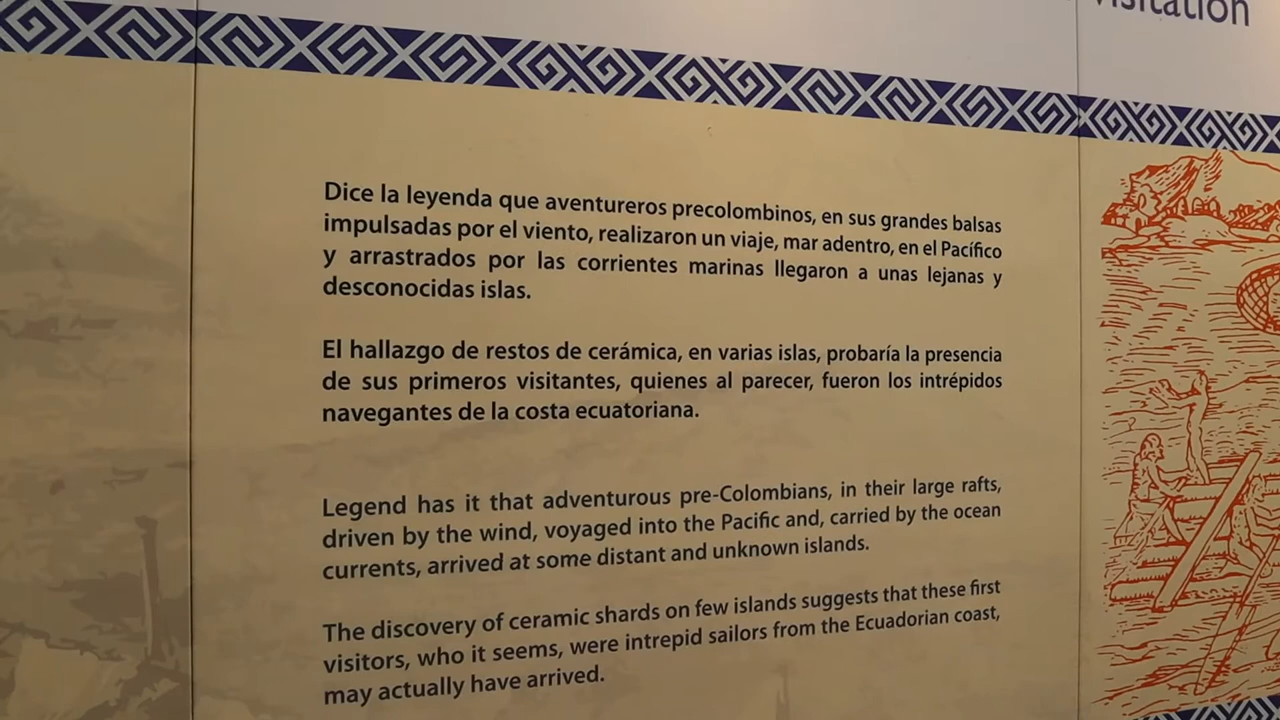 visitation
Dice la leyenda que aventureros precolombinos, en sus grandes balsas
impulsadas por el viento, realizaron un viaje, mar adentro, en el Pacífico
y arrastrados por las corrientes marinas llegaron a unas lejanas y
desconocidas islas.
El hallazgo de restos de cerámica, en varias islas, probaría la presencia
de sus primeros visitantes, quienes al parecer, fueron los intrépidos
navegantes de la costa ecuatoriana.
Legend has it that adventurous pre-Colombians, in their large rafts,
driven by the wind, voyaged into the Pacific and, carried by the ocean
currents, arrived at some distant and unknown islands.
The discovery of ceramic shards on few islands suggests that these first
visitors, who it seems, were intrepid sailors from the Ecuadorian coast,
may actually have arrived.